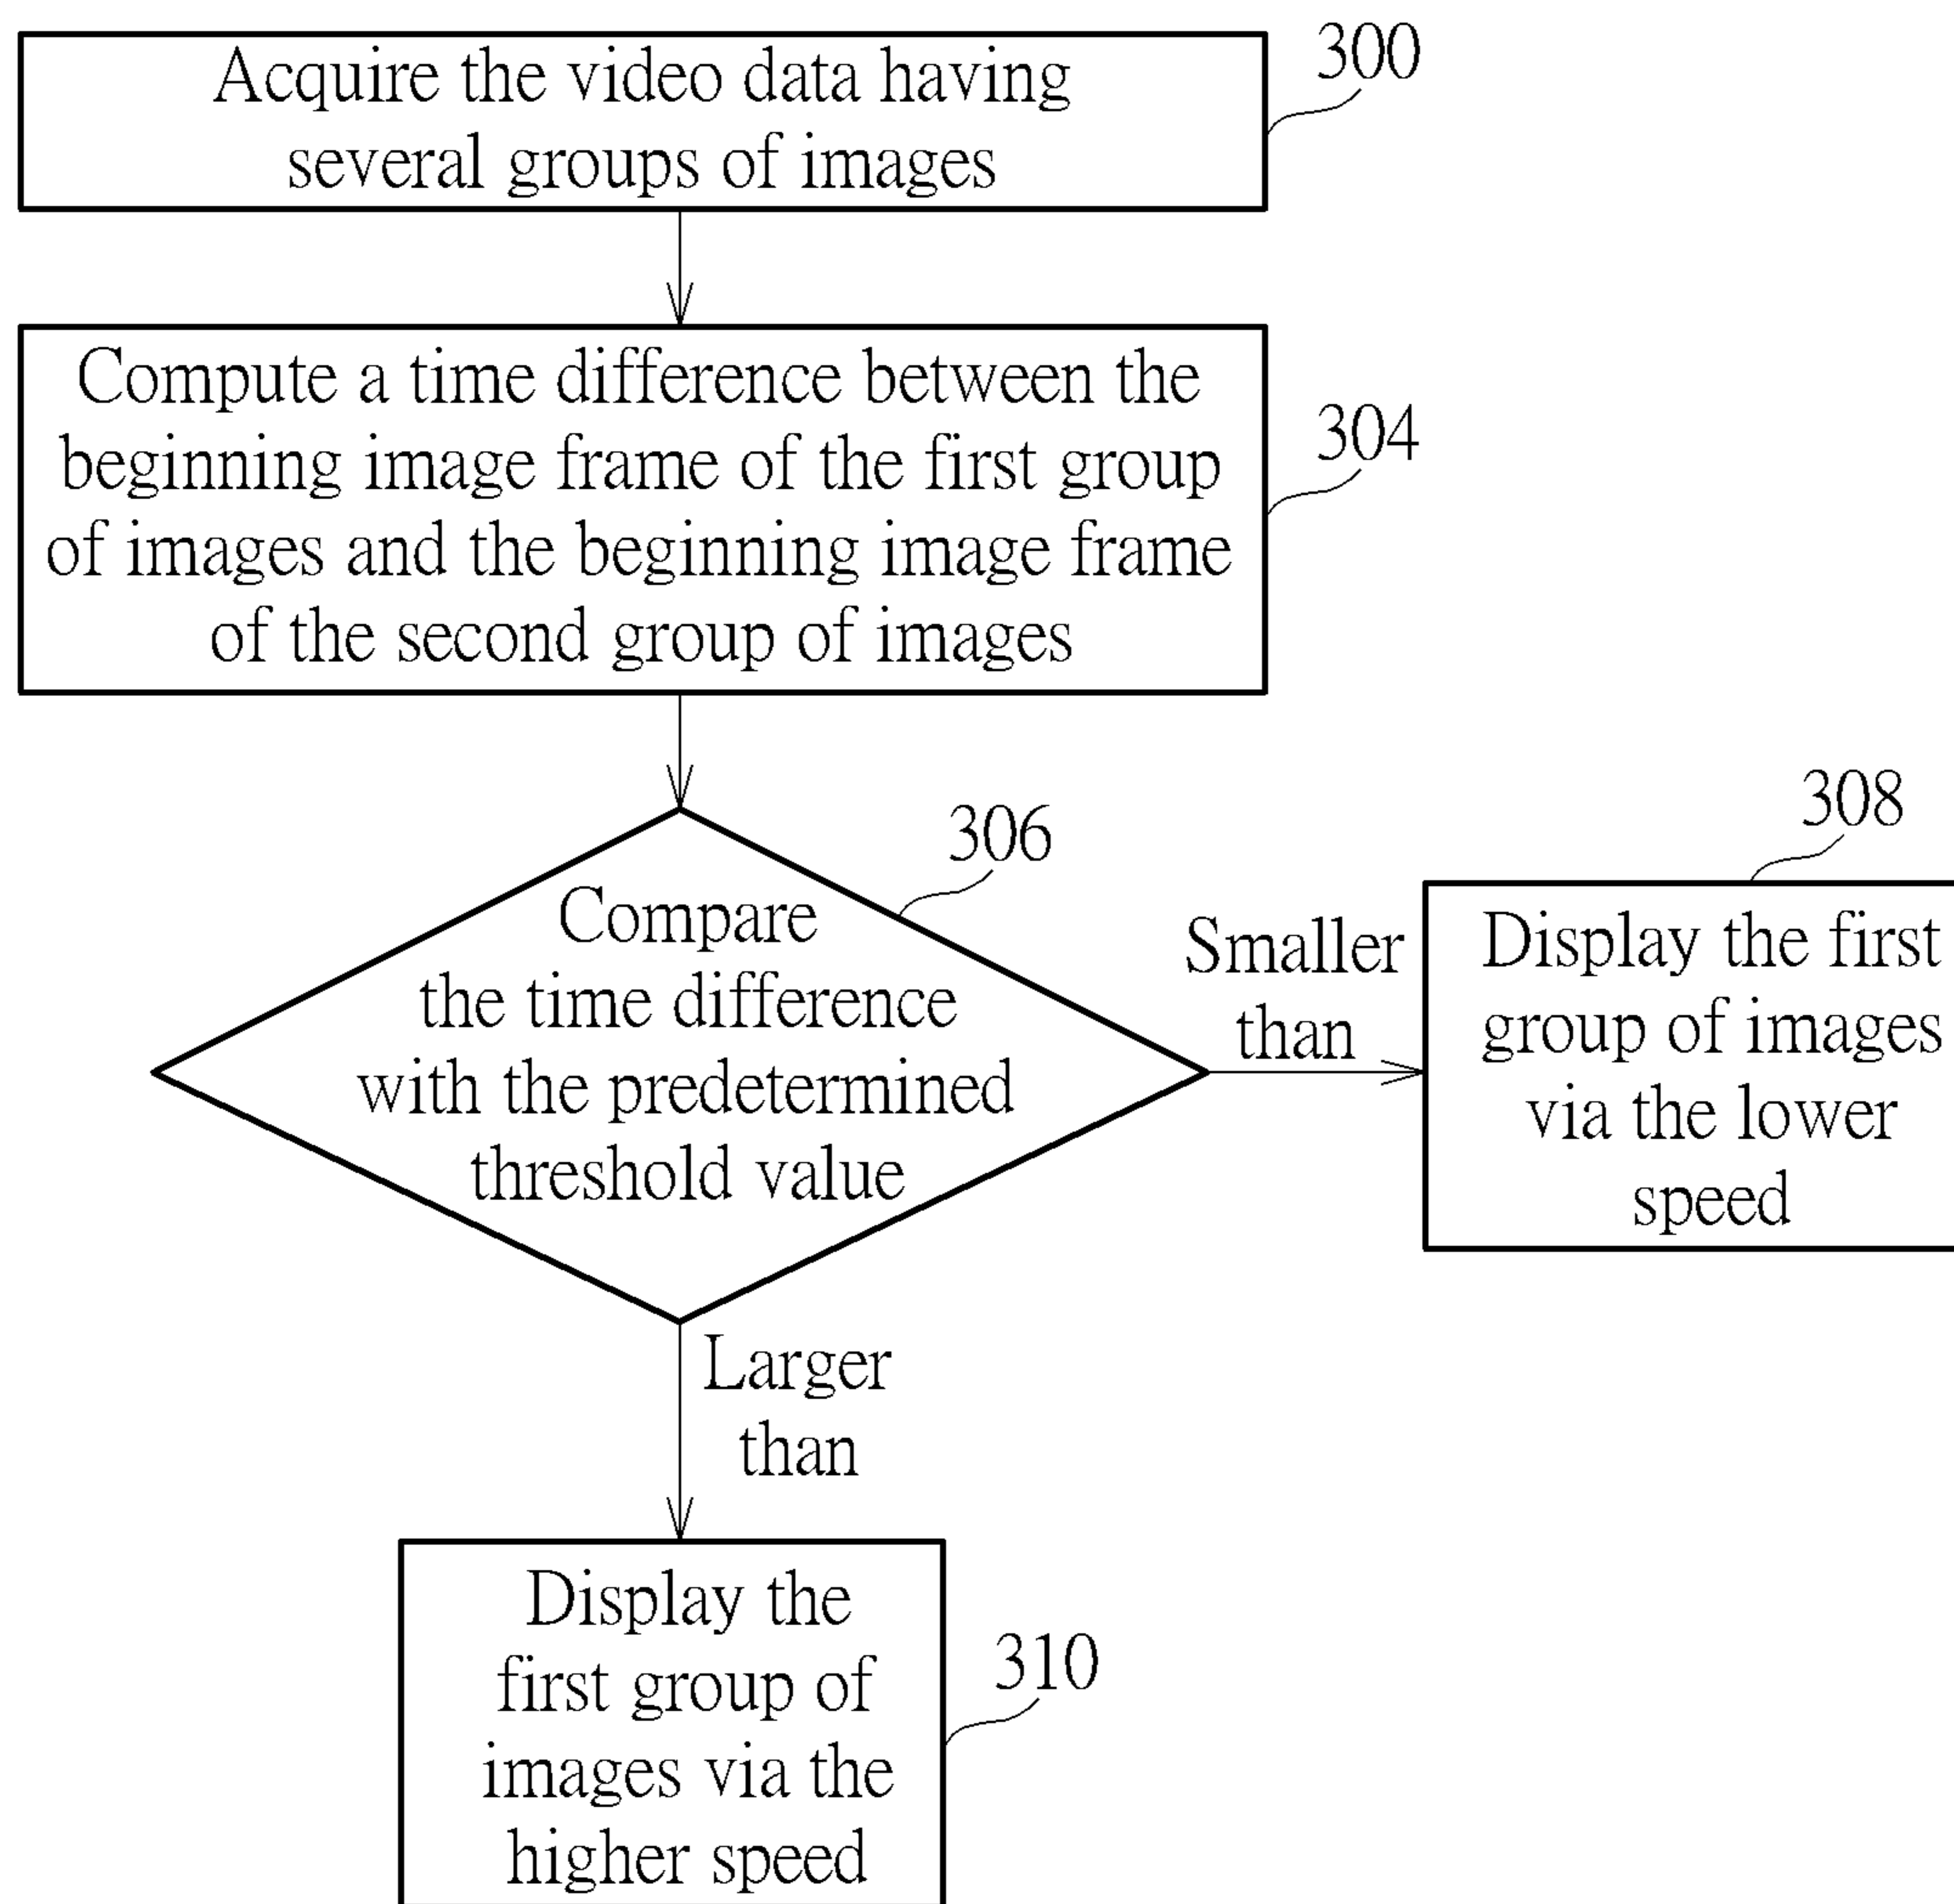 300
Acquire the video data having
several groups of images
304
Compute a time difference between the
beginning image frame of the first group
of images and the beginning image frame
of the second group of images
306
Compare
the time difference
with the predetermined
threshold value
Smaller
than
308
Display the first
group of images
via the lower
speed
Larger
than
310
Display the
first group of
images via the
higher speed